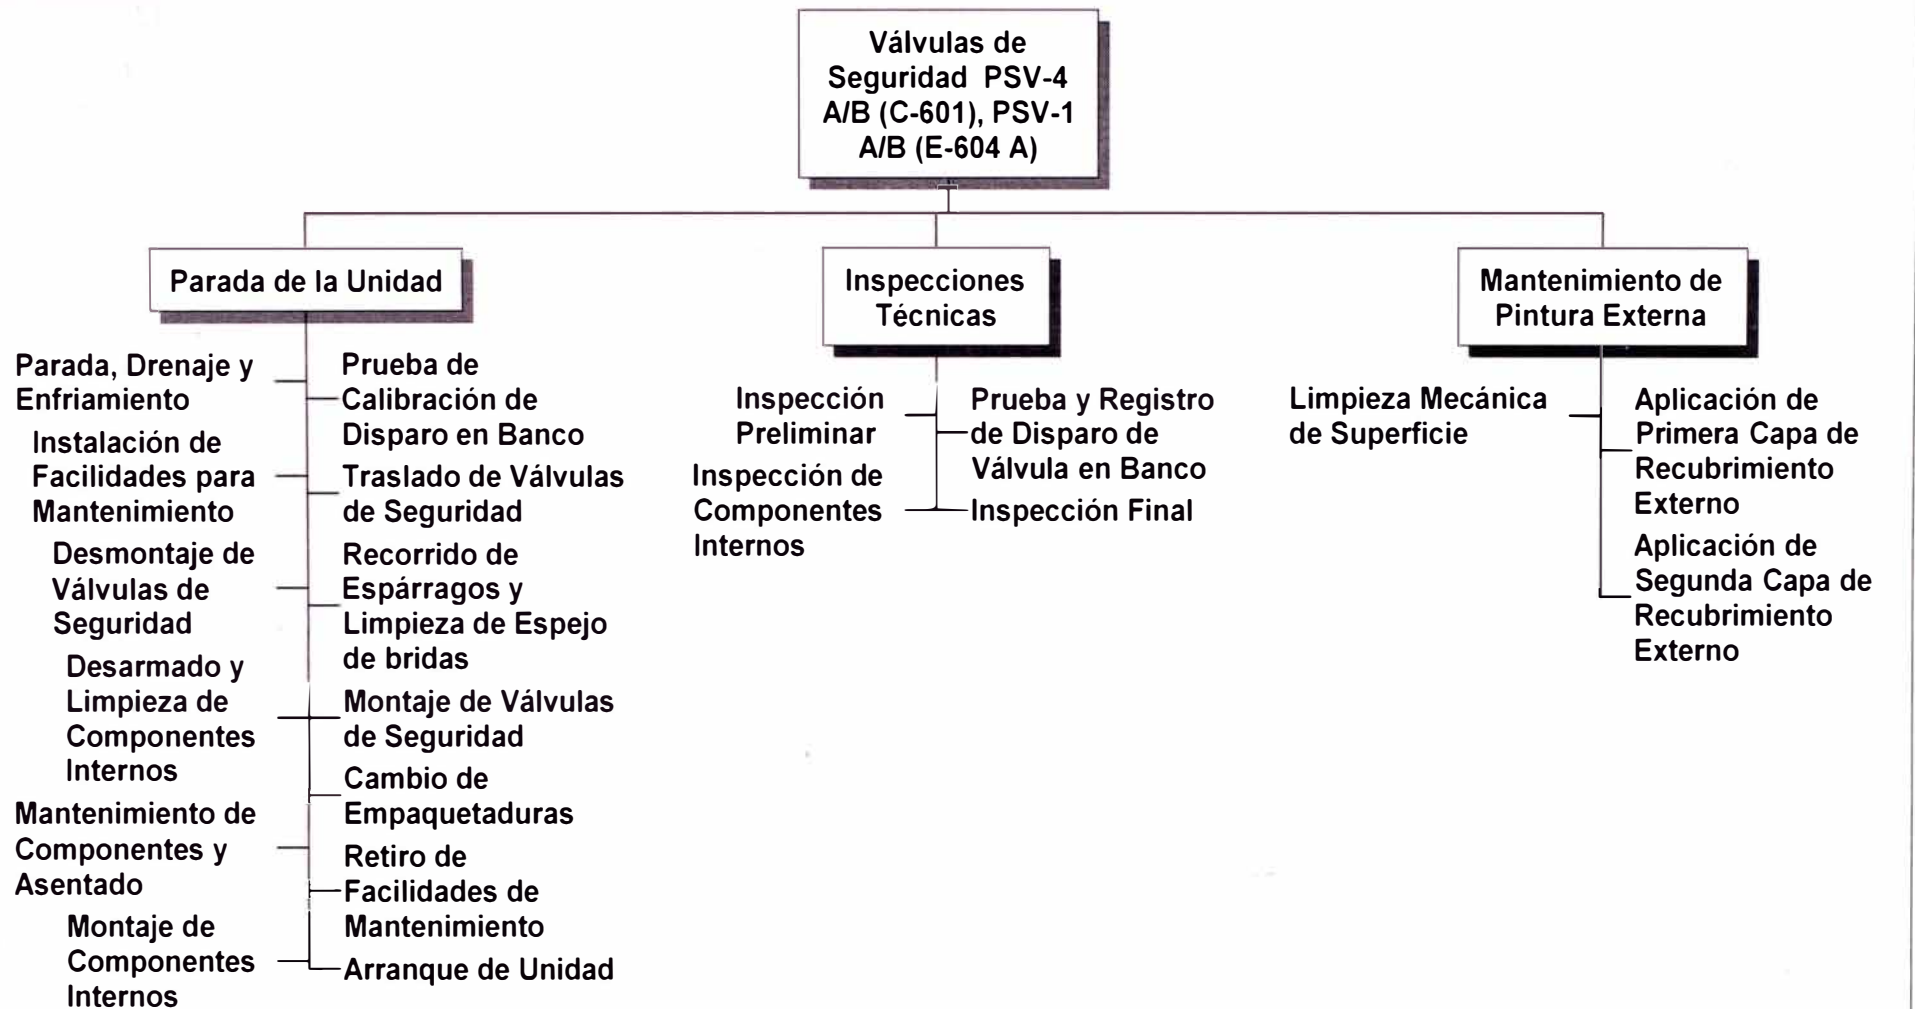 Válvulas de
Seguridad PSV-4
A/B (C-601), PSV-1
A/B (E-604 A)
Parada de la Unidad
Parada, Drenaje y
Enfriamiento
Instalación de
Facilidades para
Mantenimiento
Desmontaje de
Válvulas de
Seguridad
Desarmado y
Limpieza de
Componentes
Internos
Mantenimiento de
Componentes y
Asentado
Montaje de
Componentes
Internos
Prueba de
Calibración de
Disparo en Banco
Traslado de Válvulas
de Seguridad
Recorrido de
Espárragos y
Limpieza de Espejo
de bridas
Montaje de Válvulas
de Seguridad
Cambio de
Empaquetaduras
Retiro de
Facilidades de
Mantenimiento
Arranque de Unidad
Inspecciones
Técnicas
Inspección
Preliminar
Inspección de
Componentes
Internos
Prueba y Registro
de Disparo de
Válvula en Banco
Inspección Final
Mantenimiento de
Pintura Externa
Limpieza Mecánica
de Superficie
Aplicación de
Primera Capa de
Recubrimiento
Externo
Aplicación de
Segunda Capa de
Recubrimiento
Externo